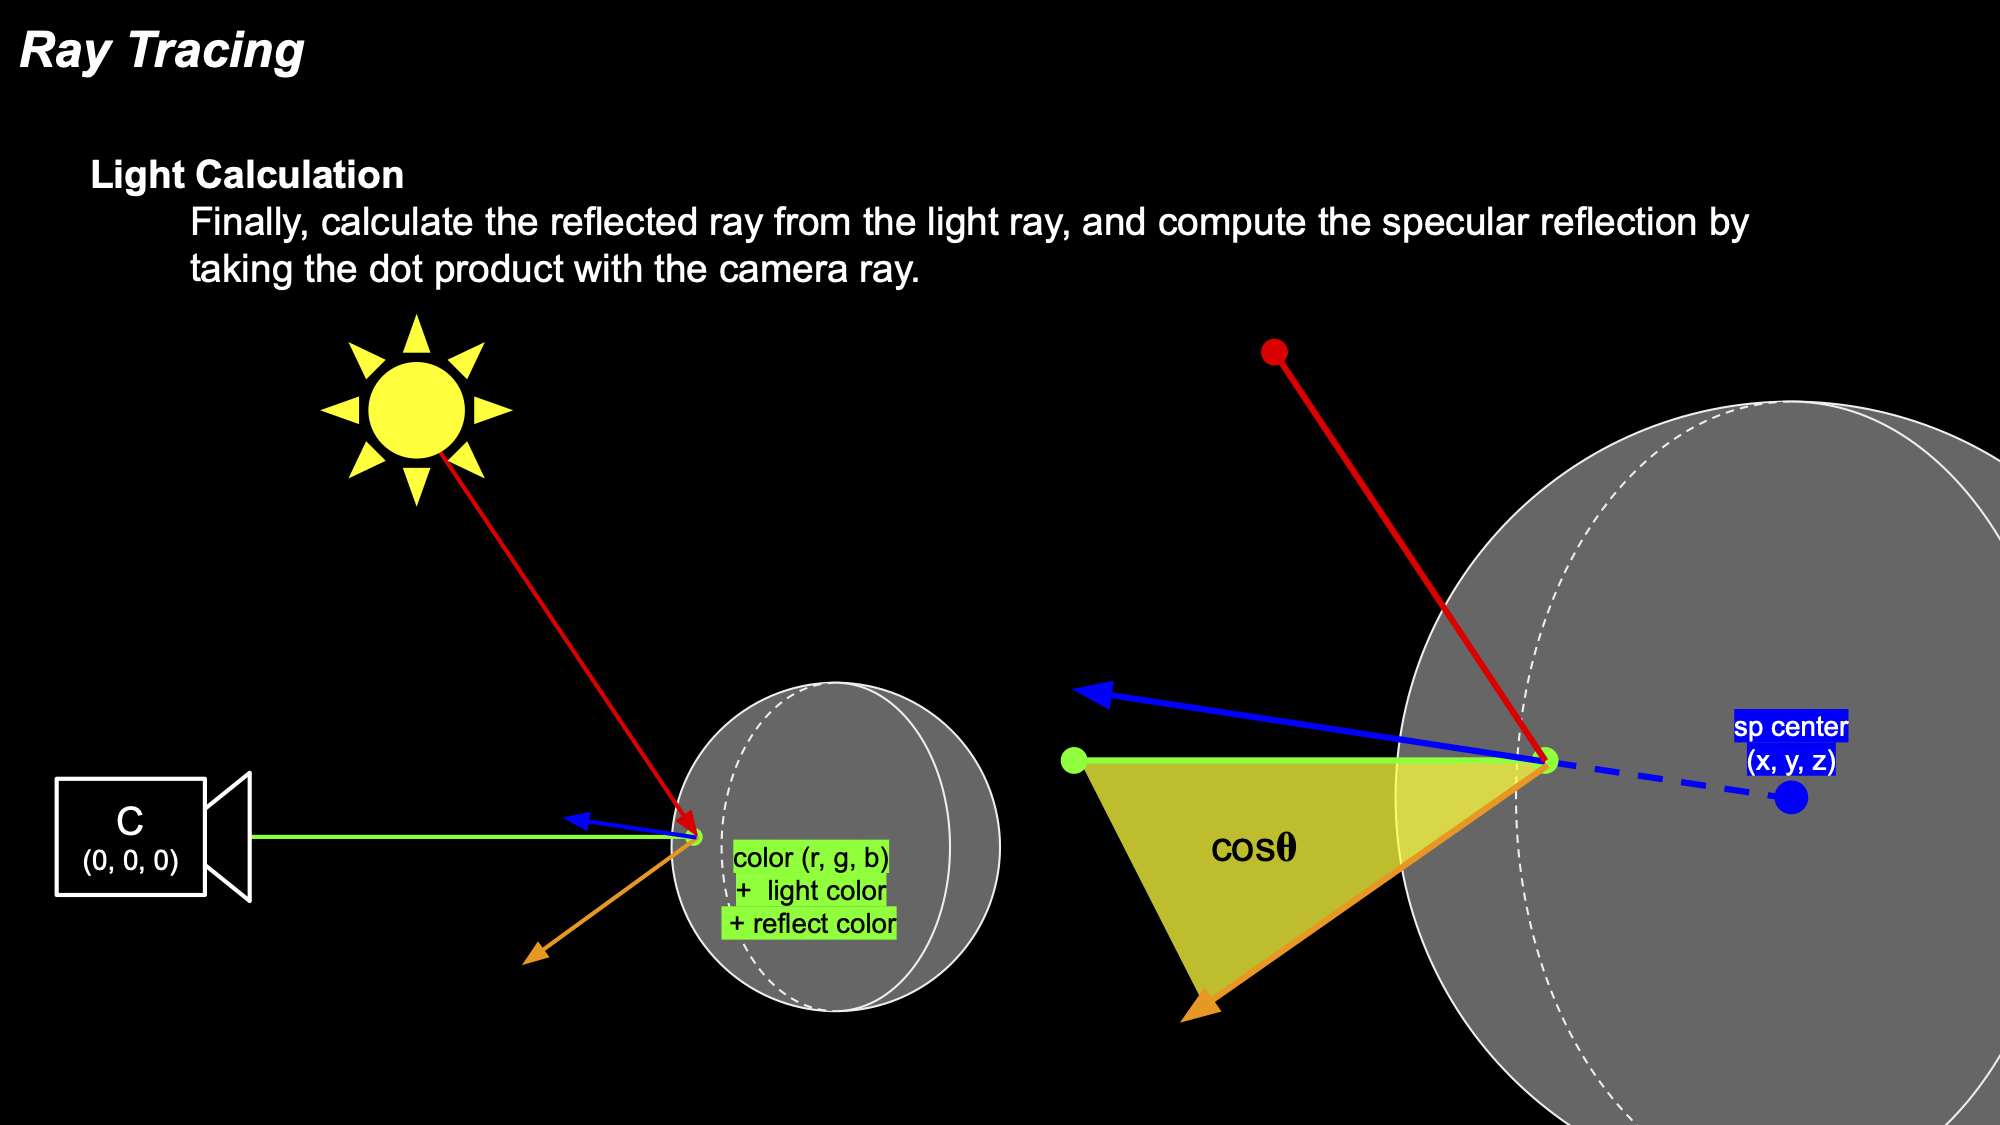 Ray Tracing
Light Calculation
Finally, calculate the reflected ray from the light ray, and compute the specular reflection by
taking the dot product with the camera ray.
C
(0, 0, 0)
color (r, g, b)
+ light color
+ reflect color
cosθ
sp center
(x, y, z)